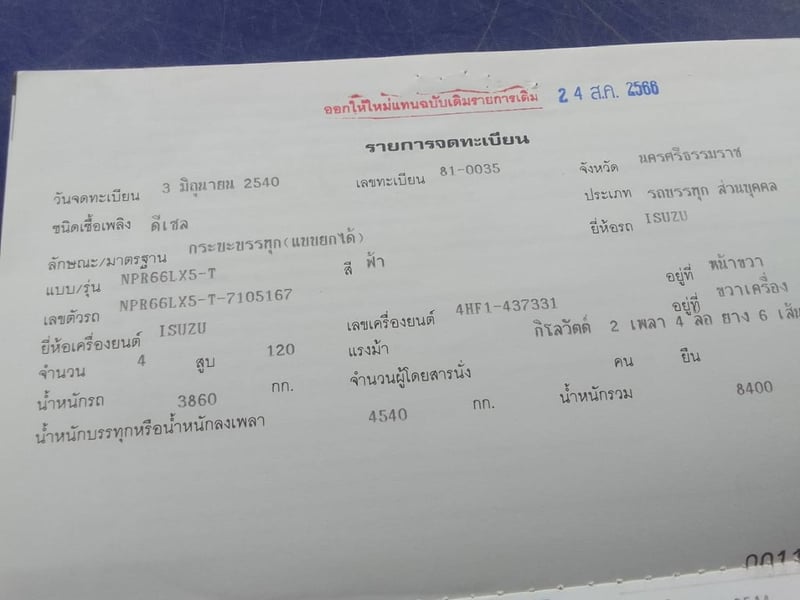 ออกให้ใหม่แทนฉบับเดิมรายการเดิม 24 ส.ค. 2566
รายการจดทะเบียน
วันจดทะเบียน 3 มิถุนายน 2540 เลขทะเบียน 81-0035 จังหวัด นครศรีธรรมราช
ชนิดเชื้อเพลิง ดีเซล ประเภท รถบรรทุก ส่วนบุคคล
ลักษณะ/มาตรฐาน กระบะบรรทุก(แบบยกได้) ยี่ห้อรถ ISUZU
แบบ/รุ่น NPR66LX5-T สี ฟ้า
เลขตัวรถ NPR66LX5-T-7105167 อยู่ที่ หน้าขวา
ยี่ห้อเครื่องยนต์ ISUZU เลขเครื่องยนต์ 4HF1-437331 อยู่ที่ ขวาเครื่อง
จำนวน 4 สูบ 120 แรงม้า กิโลวัตต์ 2 เพลา 4 ล้อ ยาง 6 เส้น
น้ำหนักรถ 3860 กก. จำนวนผู้โดยสารนั่ง คน ยืน
น้ำหนักบรรทุกหรือน้ำหนักลงเพลา 4540 กก. น้ำหนักรวม 8400
0011